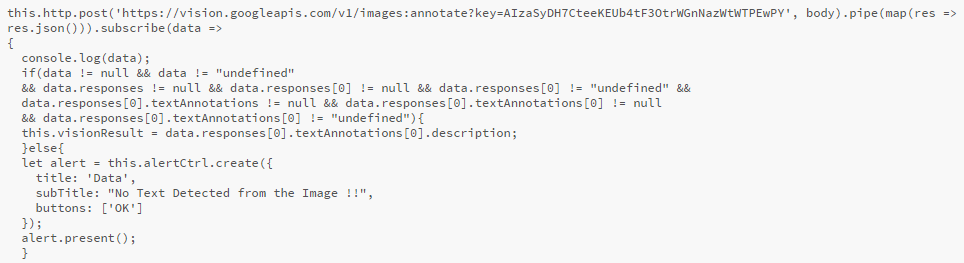 this.http.post('https://vision.googleapis.com/v1/images:annotate?key=AIzaSyDH7CteeKEUb4tF3OtrWGnNazWtWTPEwPY', body).pipe(map(res =>
res.json())).subscribe(data =>
{
  console.log(data);
  if(data != null && data != "undefined"
  && data.responses != null && data.responses[0] != null && data.responses[0] != "undefined" &&
  data.responses[0].textAnnotations != null && data.responses[0].textAnnotations[0] != null
  && data.responses[0].textAnnotations[0] != "undefined"){
  this.visionResult = data.responses[0].textAnnotations[0].description;
  }else{
  let alert = this.alertCtrl.create({
    title: 'Data',
    subTitle: "No Text Detected from the Image !!",
    buttons: ['OK']
  });
  alert.present();
  }